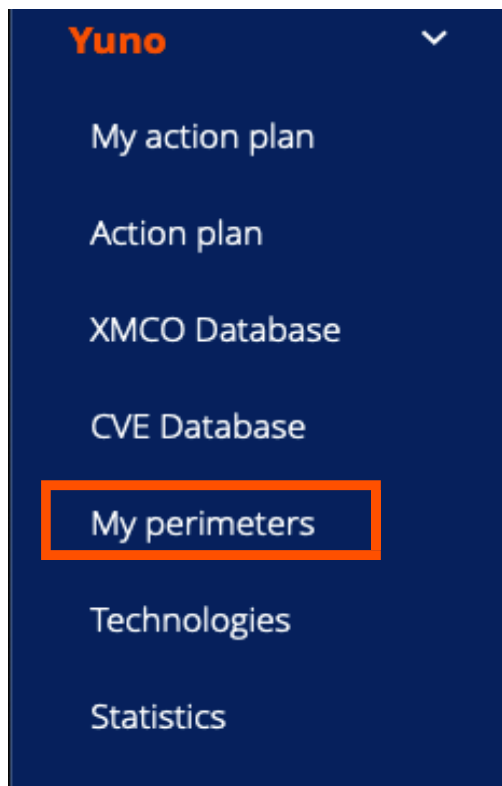 Yuno
My action plan
Action plan
XMCO Database
CVE Database
My perimeters
Technologies
Statistics